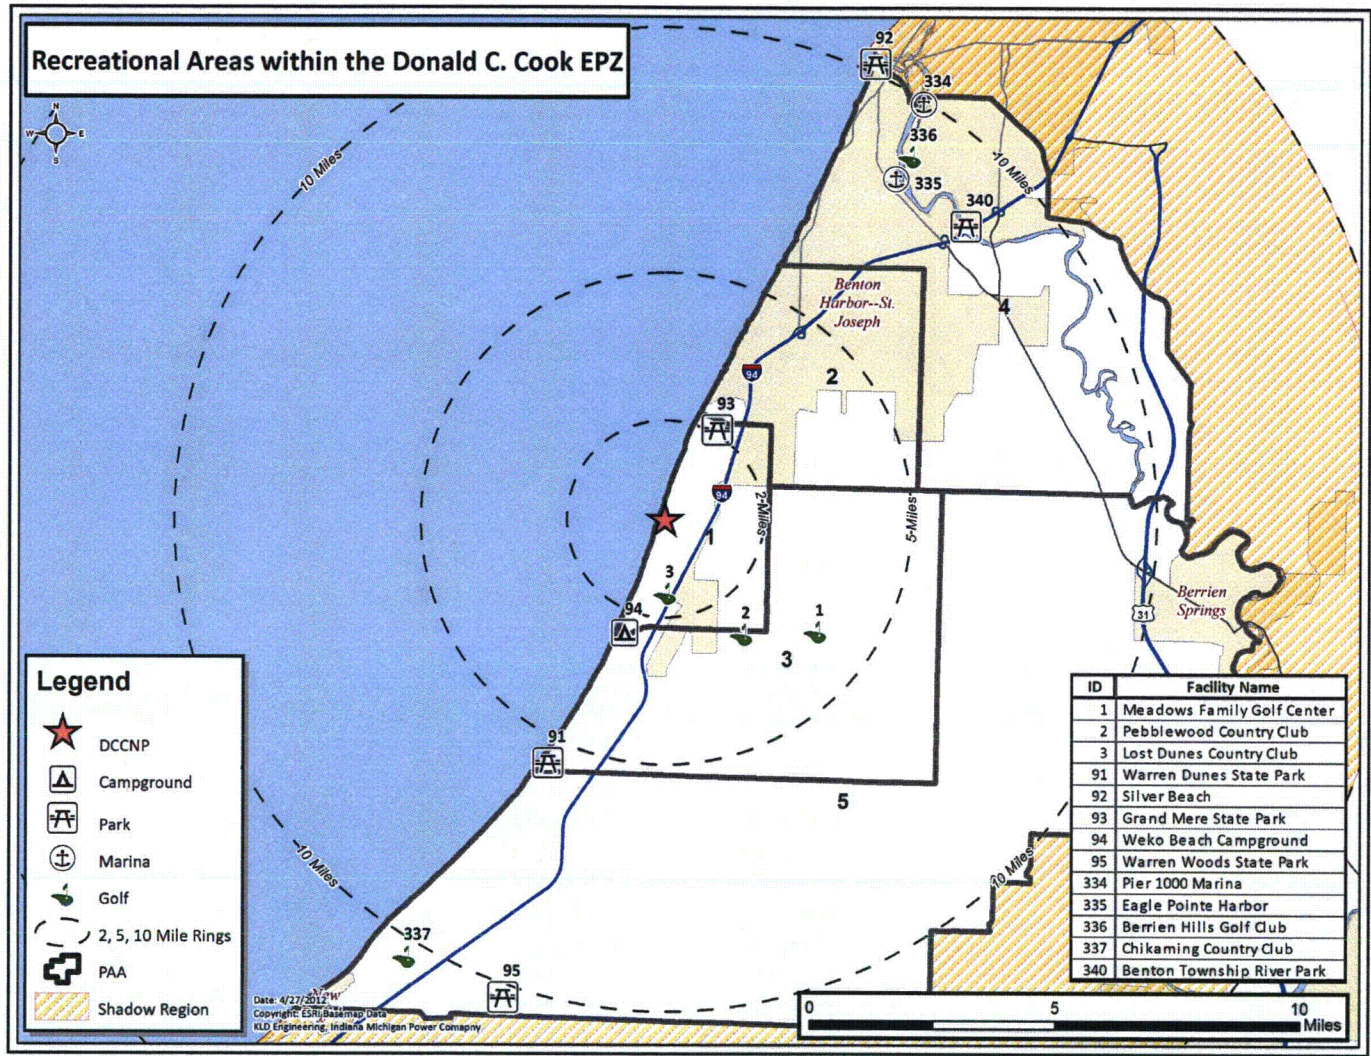 Recreational Areas within the Donald C. Cook EPZ
N
W E
S
92
334
10 Miles
336
10 Miles
335
340
Benton
Harbor--St.
Joseph
4
94
2
93
94
2-Miles
5-Miles
1
3
94
2
1
3
Berrien
Springs
31
91
5
10 Miles
10 Miles
337
95
New
Legend
DCCNP
Campground
Park
Marina
Golf
2, 5, 10 Mile Rings
PAA
Shadow Region
ID Facility Name
1 Meadows Family Golf Center
2 Pebblewood Country Club
3 Lost Dunes Country Club
91 Warren Dunes State Park
92 Silver Beach
93 Grand Mere State Park
94 Weko Beach Campground
95 Warren Woods State Park
334 Pier 1000 Marina
335 Eagle Pointe Harbor
336 Berrien Hills Golf Club
337 Chikaming Country Club
340 Benton Township River Park
Date: 4/27/2012
Copyright: ESRI Basemap Data
KLD Engineering, Indiana Michigan Power Comapny
0 5 10
Miles